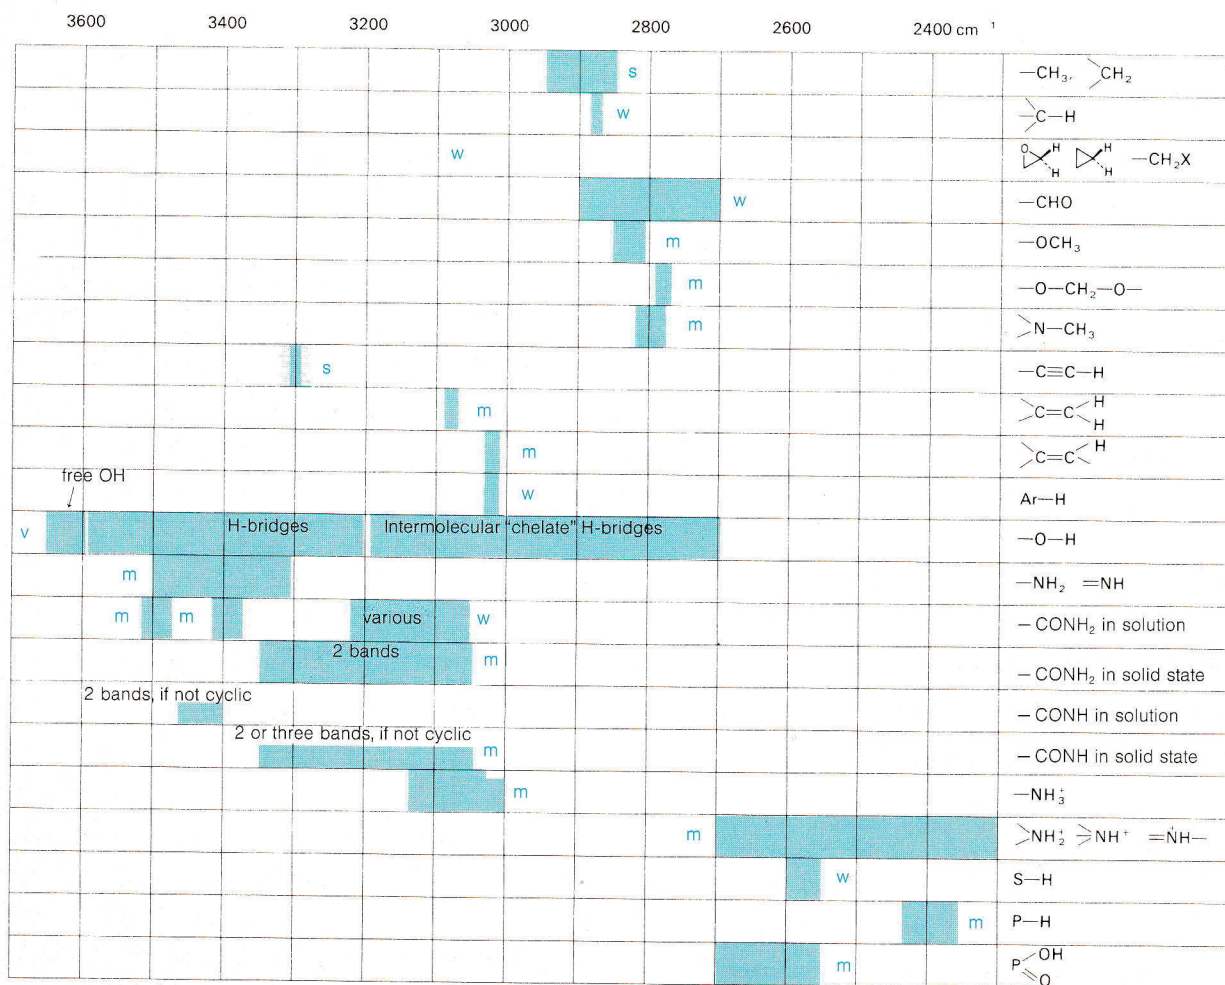 3600 3400 3200 3000 2800 2600 2400 cm 1
s —CH3, >CH2
w C—H
w O H H H H —CH2X
w —CHO
m —OCH3
m —O—CH2—O—
m >N—CH3
s —C≡C—H
m C=C H H
m C=C H
free OH
w Ar—H
v H-bridges Intermolecular "chelate" H-bridges —O—H
m —NH2 =NH
m m various w — CONH2 in solution
2 bands m — CONH2 in solid state
2 bands, if not cyclic
— CONH in solution
2 or three bands, if not cyclic
m — CONH in solid state
m —NH3+
m >NH2+ NH+ =NH+—
w S—H
m P—H
m P OH O